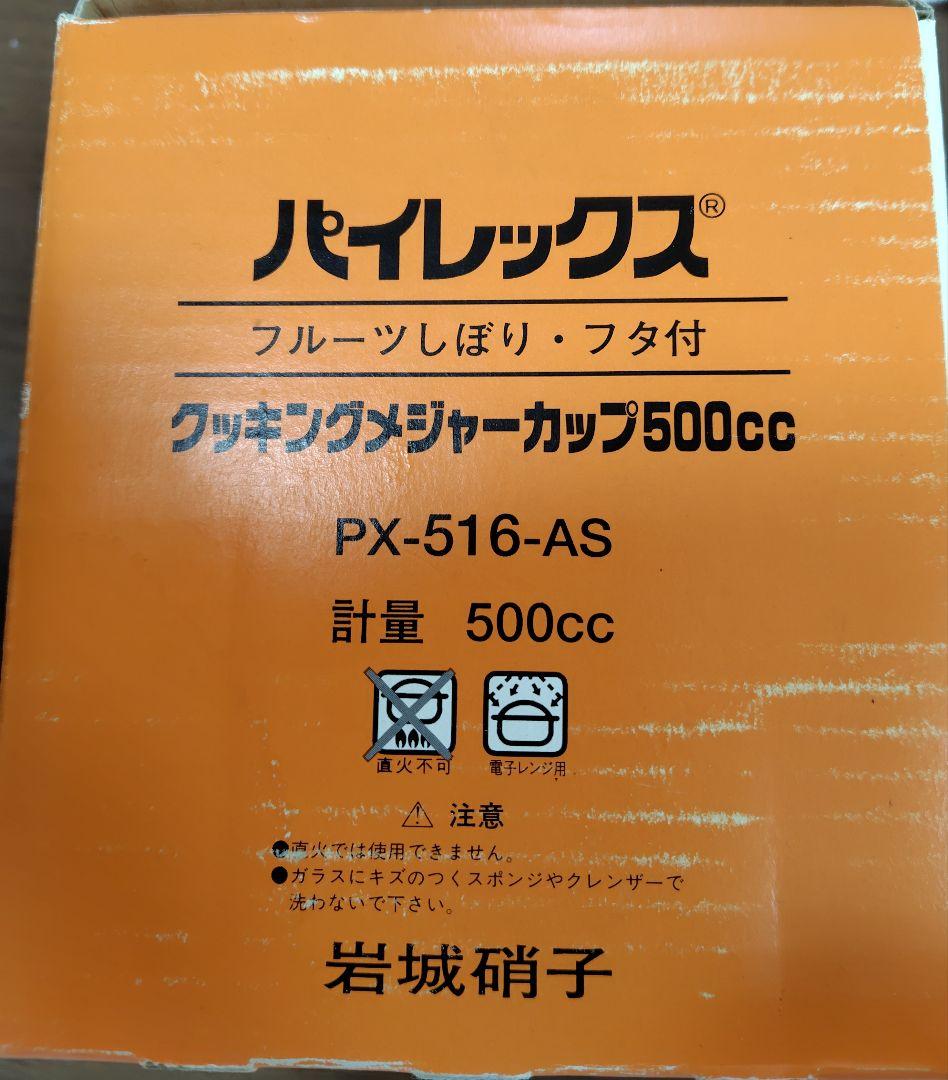 パイレックス®
フルーツしぼり・フタ付
クッキングメジャーカップ500cc
PX-516-AS
計量 500cc
直火不可 電子レンジ用
⚠ 注意
●直火では使用できません。
●ガラスにキズのつくスポンジやクレンザーで
洗わないで下さい。
岩城硝子